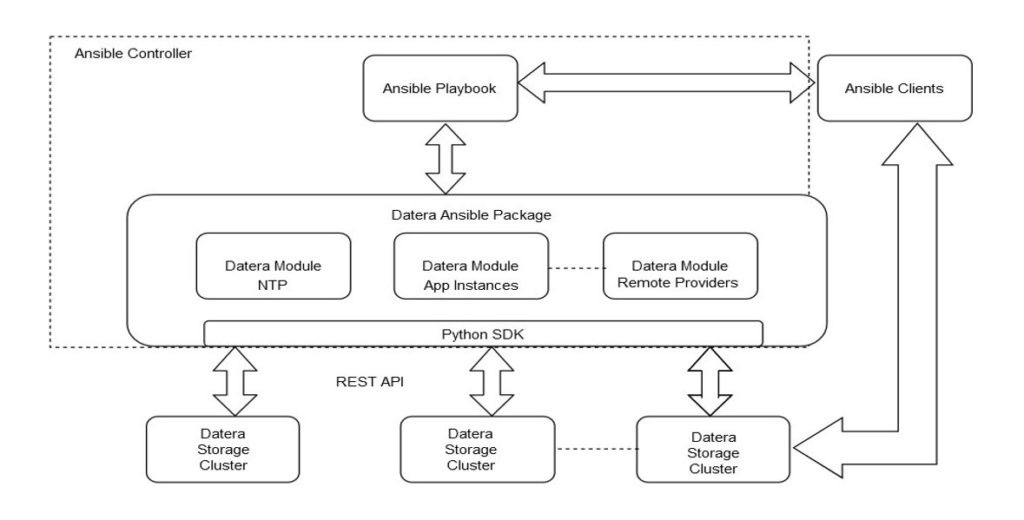 Ansible Controller
Ansible Playbook
Ansible Clients
Datera Ansible Package
Datera Module
NTP
Datera Module
App Instances
Datera Module
Remote Providers
Python SDK
REST API
Datera
Storage
Cluster
Datera
Storage
Cluster
Datera
Storage
Cluster